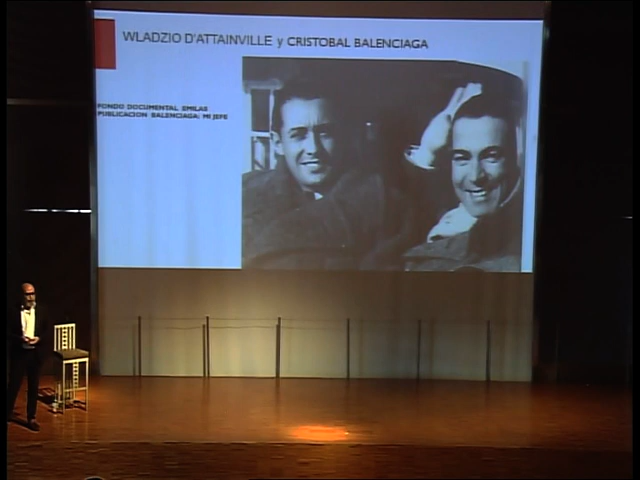 WLADZIO D'ATTAINVILLE y CRISTOBAL BALENCIAGA
FONDO DOCUMENTAL EMILAS
PUBLICACION BALENCIAGA: MI JEFE